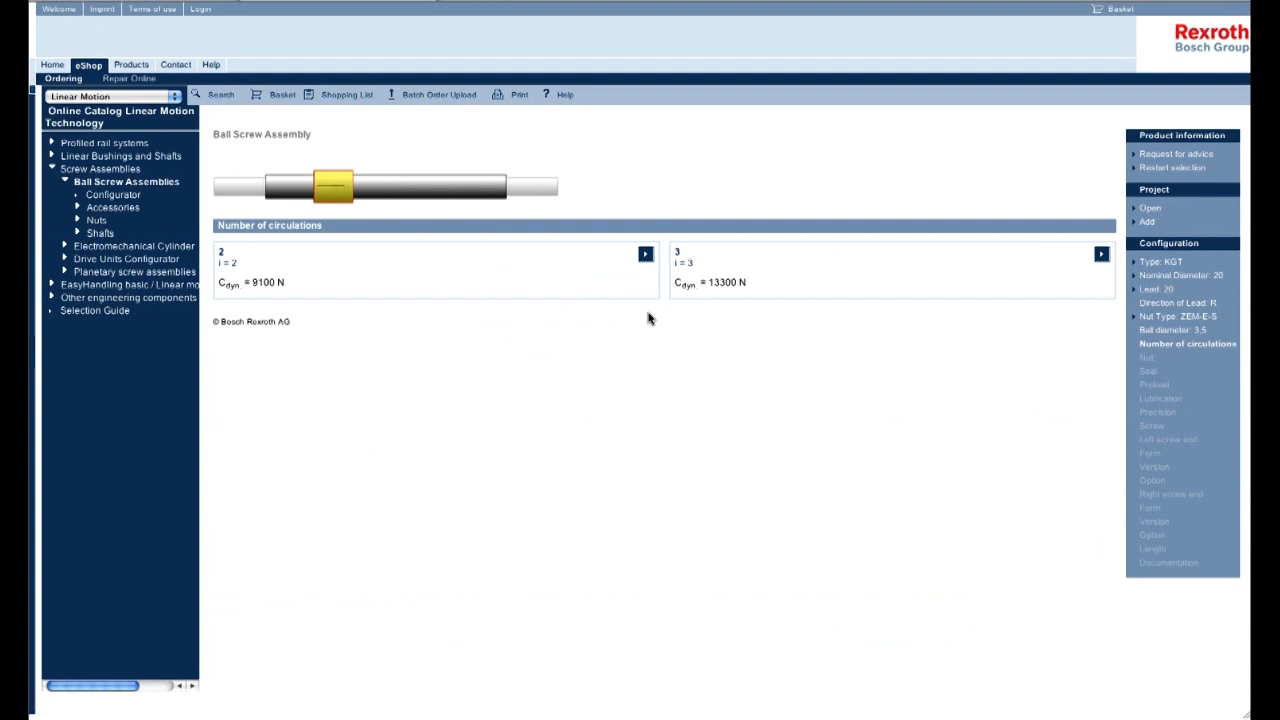 Welcome Imprint Terms of use Login Basket
Rexroth
Bosch Group
Home eShop Products Contact Help
Ordering Repair Online
Linear Motion Search Basket Shopping List Batch Order Upload Print ? Help
Online Catalog Linear Motion
Technology
Profiled rail systems
Linear Bushings and Shafts
Screw Assemblies
Ball Screw Assemblies
Configurator
Accessories
Nuts
Shafts
Electromechanical Cylinder
Drive Units Configurator
Planetary screw assemblies
EasyHandling basic / Linear mo
Other engineering components
Selection Guide
Ball Screw Assembly
Number of circulations
2
i = 2
Cdyn. = 9100 N
3
i = 3
Cdyn. = 13300 N
© Bosch Rexroth AG
Product information
Request for advice
Restart selection
Project
Open
Add
Configuration
Type: KGT
Nominal Diameter: 20
Lead: 20
Direction of Lead: R
Nut Type: ZEM-E-S
Ball diameter: 3,5
Number of circulations
Nut
Seal
Preload
Lubrication
Precision
Screw
Left screw end
Form
Version
Option
Right screw end
Form
Version
Option
Length
Documentation